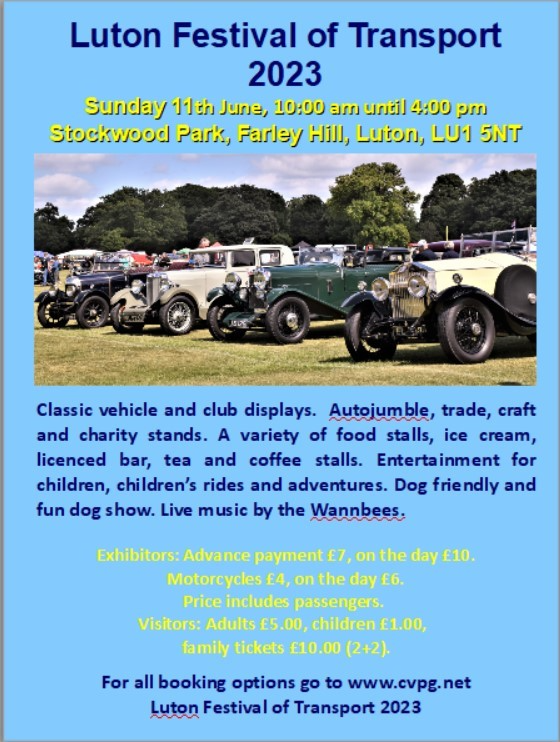 Luton Festival of Transport
2023
Sunday 11th June, 10:00 am until 4:00 pm
Stockwood Park, Farley Hill, Luton, LU1 5NT
Classic vehicle and club displays. Autojumble, trade, craft
and charity stands. A variety of food stalls, ice cream,
licenced bar, tea and coffee stalls. Entertainment for
children, children's rides and adventures. Dog friendly and
fun dog show. Live music by the Wannbees.
Exhibitors: Advance payment £7, on the day £10.
Motorcycles £4, on the day £6.
Price includes passengers.
Visitors: Adults £5.00, children £1.00,
family tickets £10.00 (2+2).
For all booking options go to www.cvpg.net
Luton Festival of Transport 2023